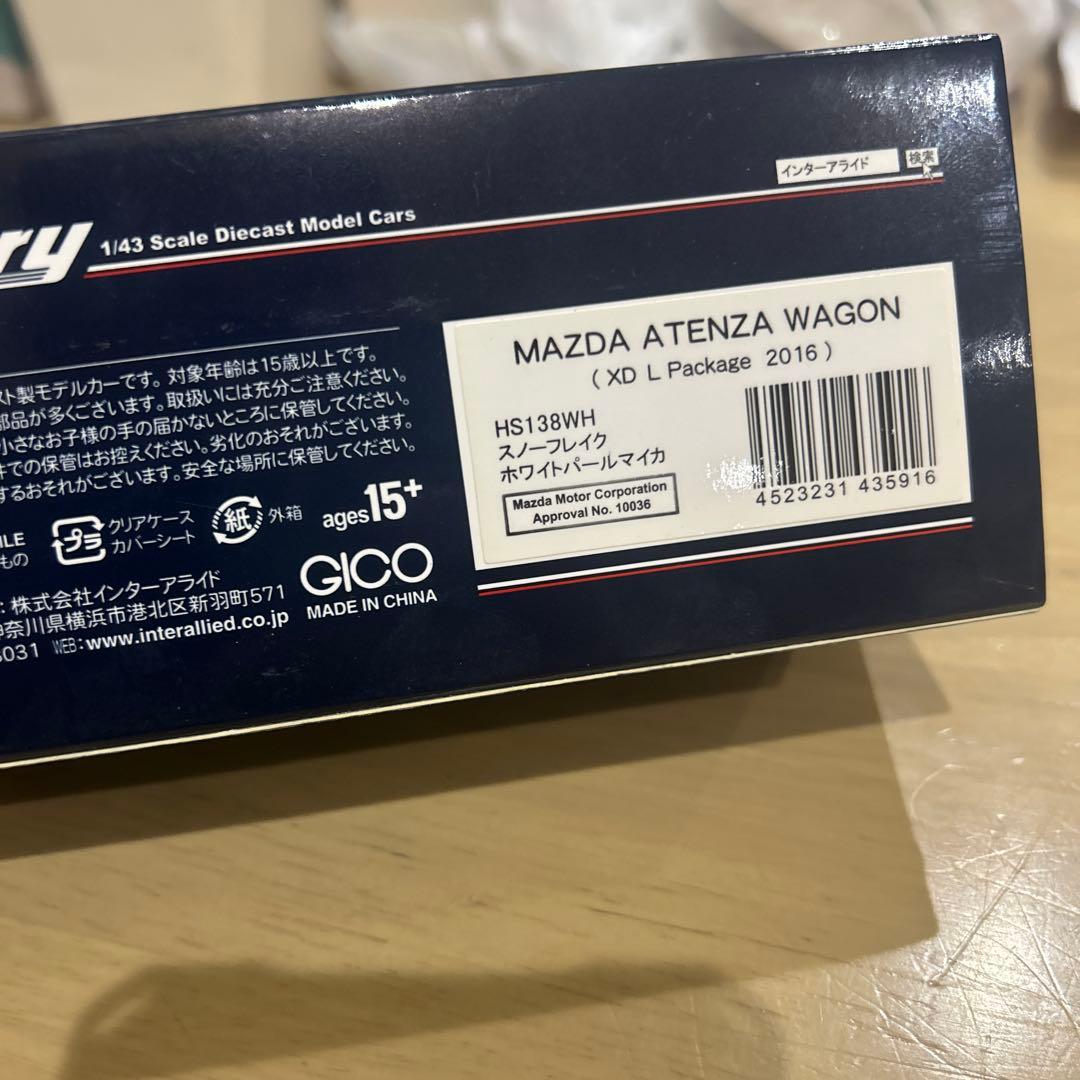 インターアライド 検索
ry 1/43 Scale Diecast Model Cars
スト製モデルカーです。対象年齢は15歳以上です。
部品が多くございます。取扱いには充分ご注意ください。
小さなお子様の手の届かないところに保管してください。
での保管はお控えください。劣化のおそれがございます。
するおそれがございます。安全な場所に保管してください。
ILE
もの
プラ
クリアケース
カバーシート
紙
外箱
ages15+
: 株式会社インターアライド
神奈川県横浜市港北区新羽町571
031 WEB:www.interallied.co.jp
GICO
MADE IN CHINA
MAZDA ATENZA WAGON
( XD L Package 2016 )
HS138WH
スノーフレイク
ホワイトパールマイカ
Mazda Motor Corporation
Approval No. 10036
4523231 435916